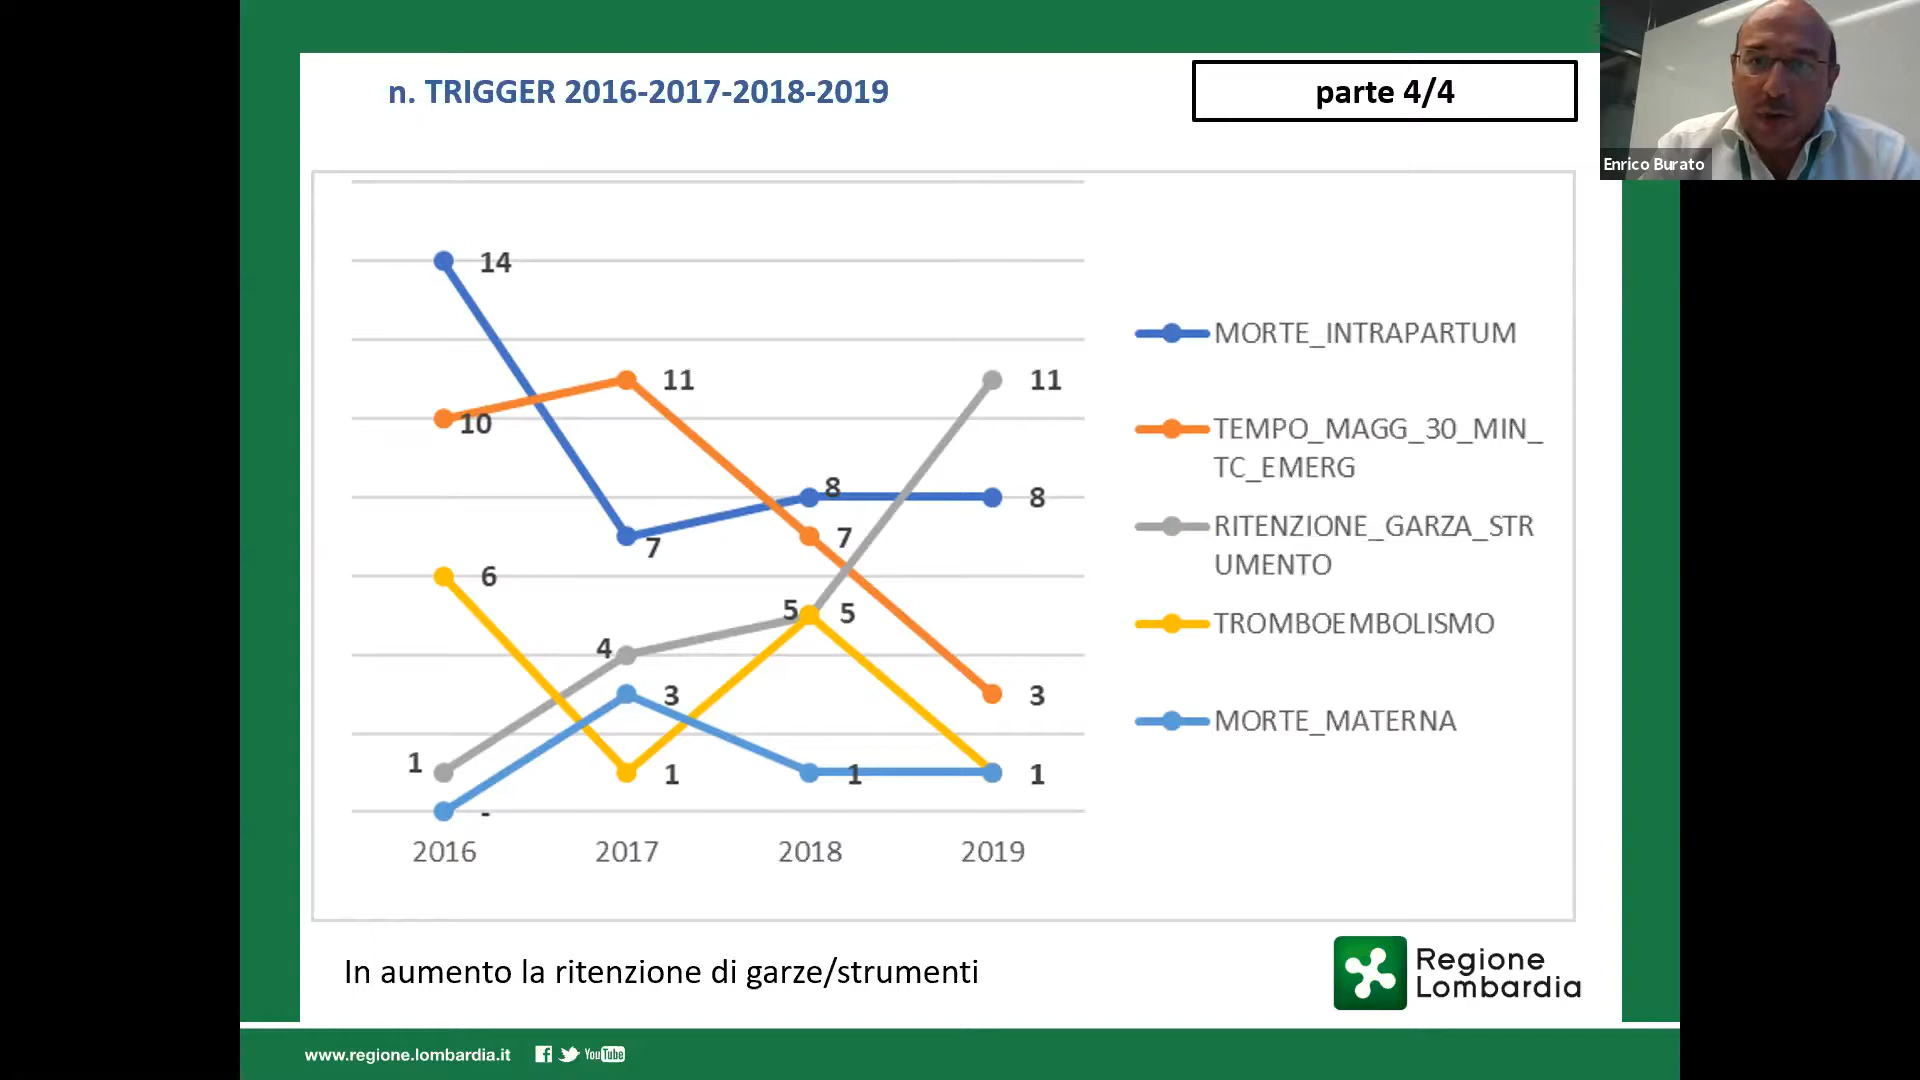 n. TRIGGER 2016-2017-2018-2019
parte 4/4
Enrico Burato
14
10
11
11
8
8
7
7
6
5
5
4
3
3
1
1
1
1
-
2016
2017
2018
2019
MORTE_INTRAPARTUM
TEMPO_MAGG_30_MIN_
TC_EMERG
RITENZIONE_GARZA_STR
UMENTO
TROMBOEMBOLISMO
MORTE_MATERNA
In aumento la ritenzione di garze/strumenti
Regione
Lombardia
www.regione.lombardia.it
YouTube